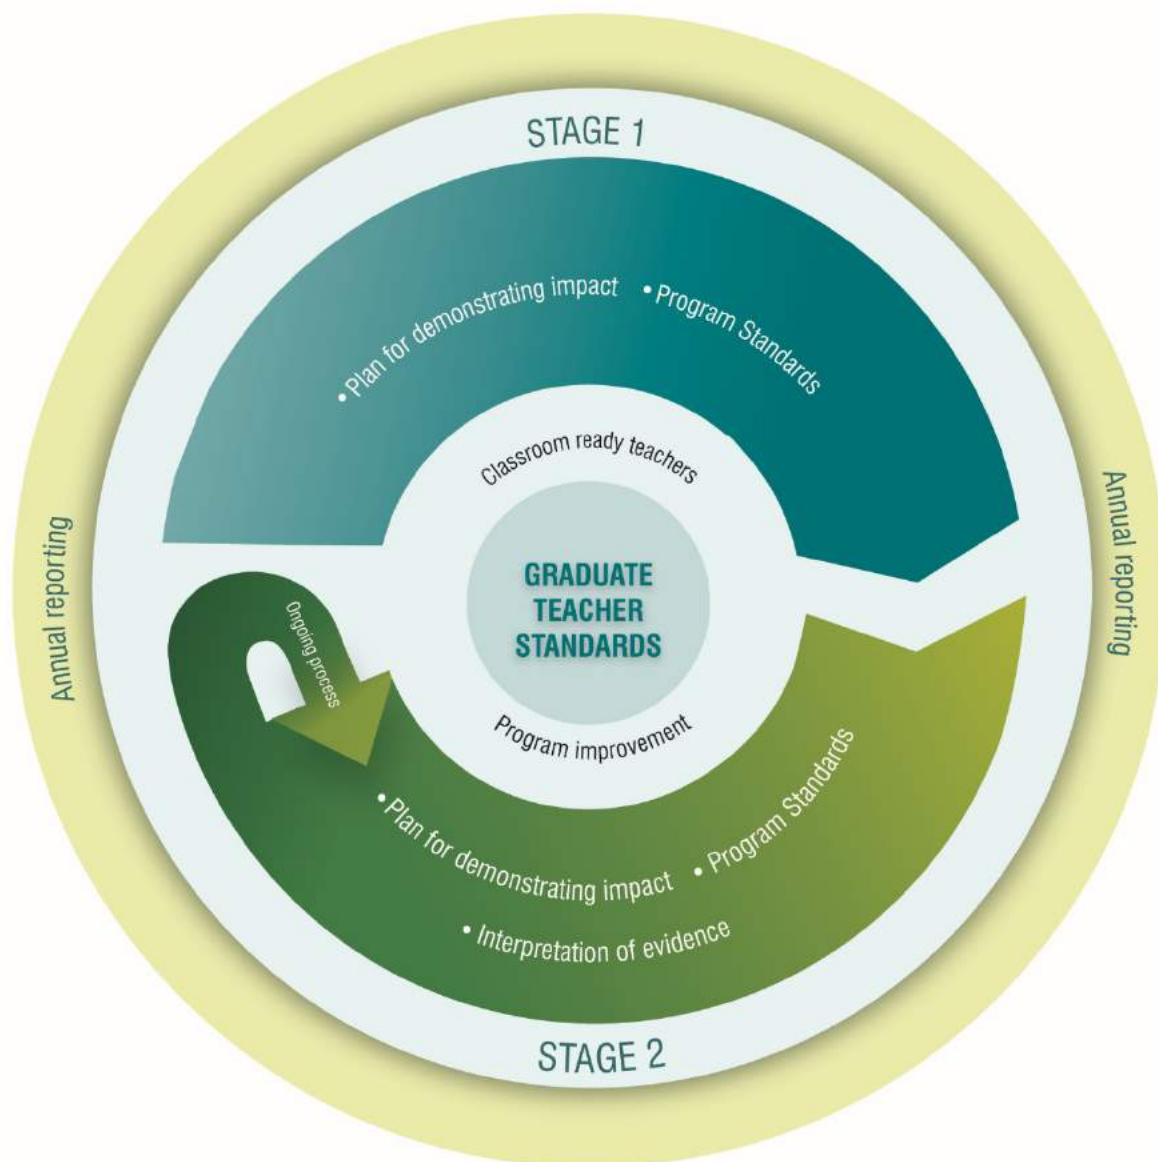 STAGE 1
• Plan for demonstrating impact
• Program Standards
Classroom ready teachers
GRADUATE
TEACHER
STANDARDS
Program improvement
Annual reporting
Annual reporting
Ongoing process
• Plan for demonstrating impact
• Program Standards
• Interpretation of evidence
STAGE 2